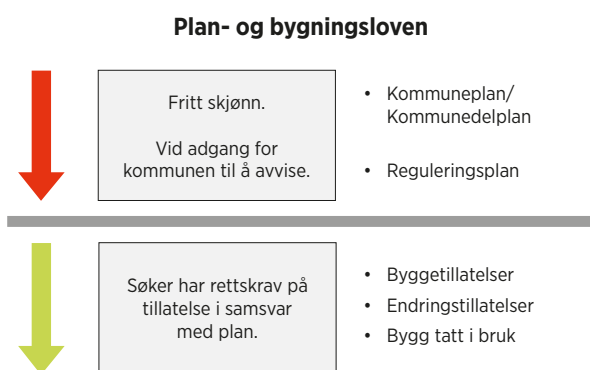 Plan- og bygningsloven
Fritt skjønn.
Vid adgang for
kommunen til å avvise.
• Kommuneplan/
Kommunedelplan
• Reguleringsplan
Søker har rettskrav på
tillatelse i samsvar
med plan.
• Byggetillatelser
• Endringstillatelser
• Bygg tatt i bruk